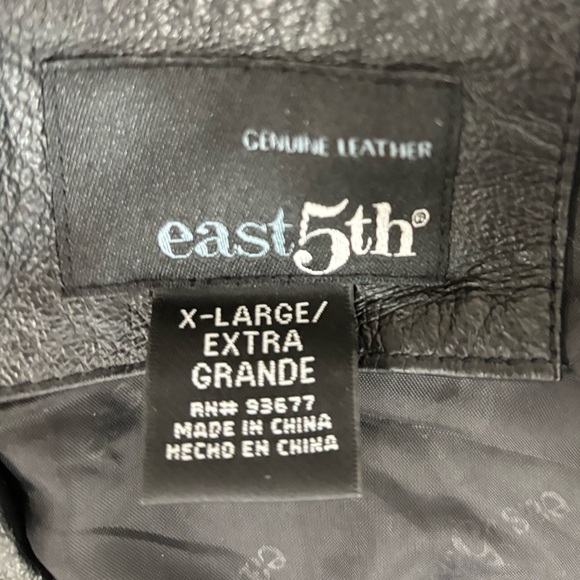 GENUINE LEATHER
east5th®
X-LARGE/
EXTRA
GRANDE
RN# 93677
MADE IN CHINA
HECHO EN CHINA